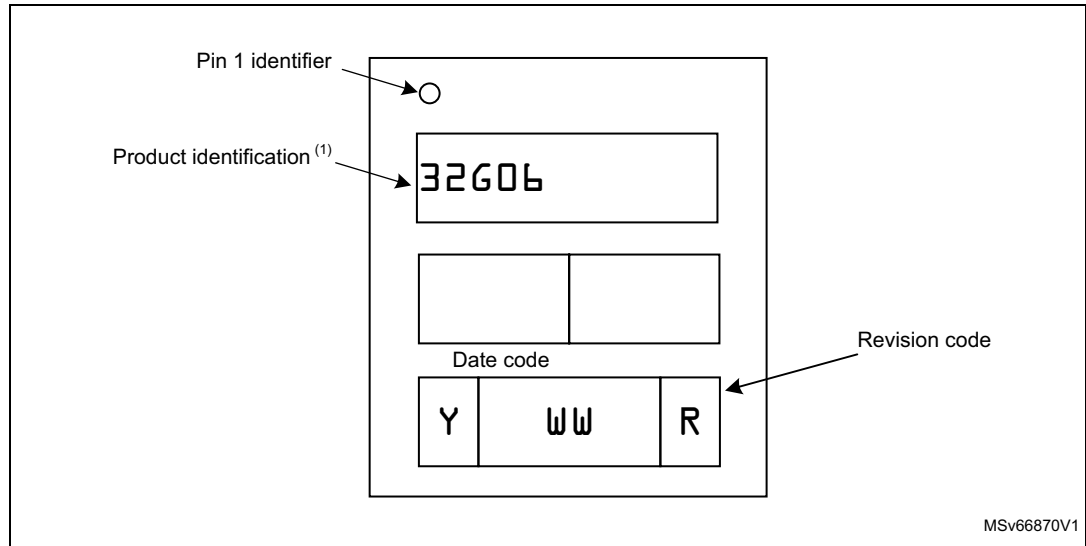 Pin 1 identifier
Product identification (1)
32G06
Date code
Revision code
Y WW R
MSv66870V1